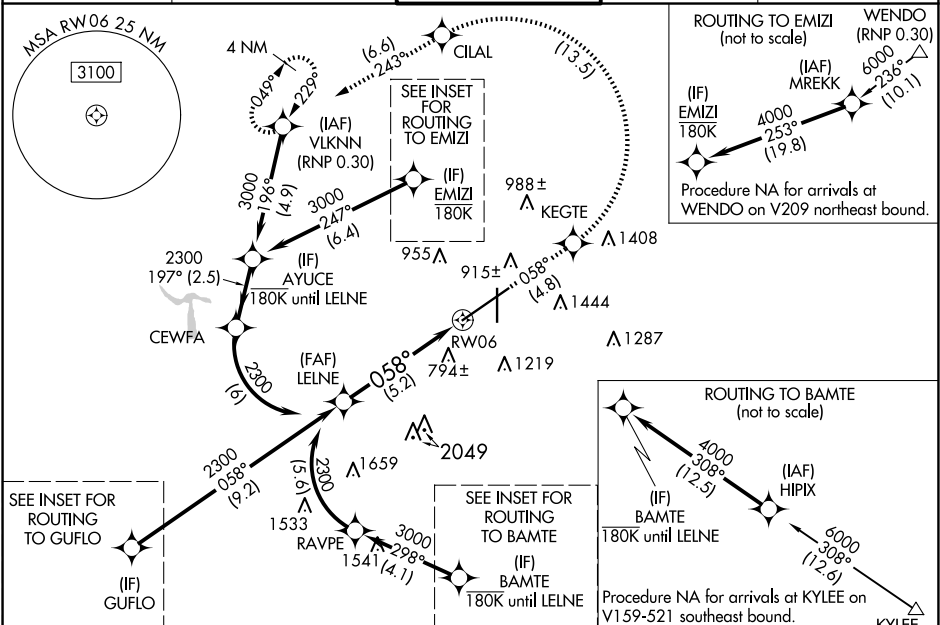 MSA RW06 25 NM
3100
4 NM
049°
229°
(6.6)
243°
CILAL
(13.5)
(IAF)
VLKNN
(RNP 0.30)
SEE INSET
FOR
ROUTING
TO EMIZI
(IF)
EMIZI
180K
3000
196°
(4.9)
3000
247°
(6.4)
988±
KEGTE
1408
955
915±
058°
(4.8)
1444
1287
2300
197° (2.5)
(IF)
AYUCE
180K until LELNE
CEWFA
2300
(6)
(FAF)
LELNE
058°
(5.2)
RW06
794±
1219
2049
2300
058°
(9.2)
2300
(5.6)
1659
1533
RAVPE
1541
3000
298°
(4.1)
SEE INSET FOR
ROUTING
TO GUFLO
(IF)
GUFLO
SEE INSET FOR
ROUTING
TO BAMTE
(IF)
BAMTE
180K until LELNE
ROUTING TO EMIZI
(not to scale)
WENDO
(RNP 0.30)
6000
236°
(10.1)
(IAF)
MREKK
(IF)
EMIZI
180K
4000
253°
(19.8)
Procedure NA for arrivals at
WENDO on V209 northeast bound.
ROUTING TO BAMTE
(not to scale)
4000
308°
(12.5)
(IAF)
HIPIX
(IF)
BAMTE
180K until LELNE
6000
308°
(12.6)
Procedure NA for arrivals at KYLEE on
V159-521 southeast bound.
KYLEE